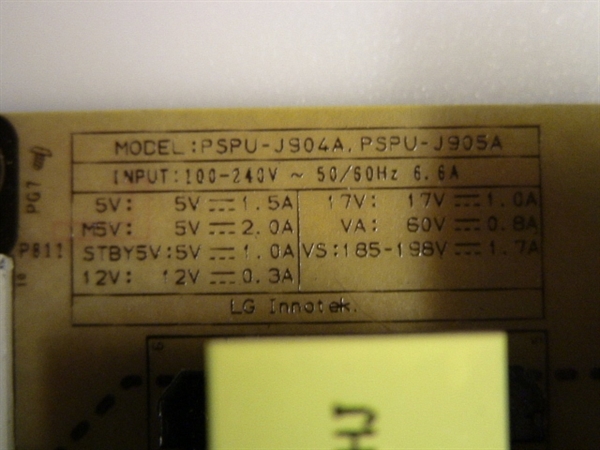 MODEL:PSPU-J904A, PSPU-J905A
INPUT:100-240V ~ 50/60Hz 6.6A
5V: 5V⎓1.5A 17V: 17V⎓1.0A
M5V: 5V⎓2.0A VA: 60V⎓0.8A
STBY5V:5V⎓1.0A VS:185-198V⎓1.7A
12V: 12V⎓0.3A
LG Innotek.
PG7
P811
HJ